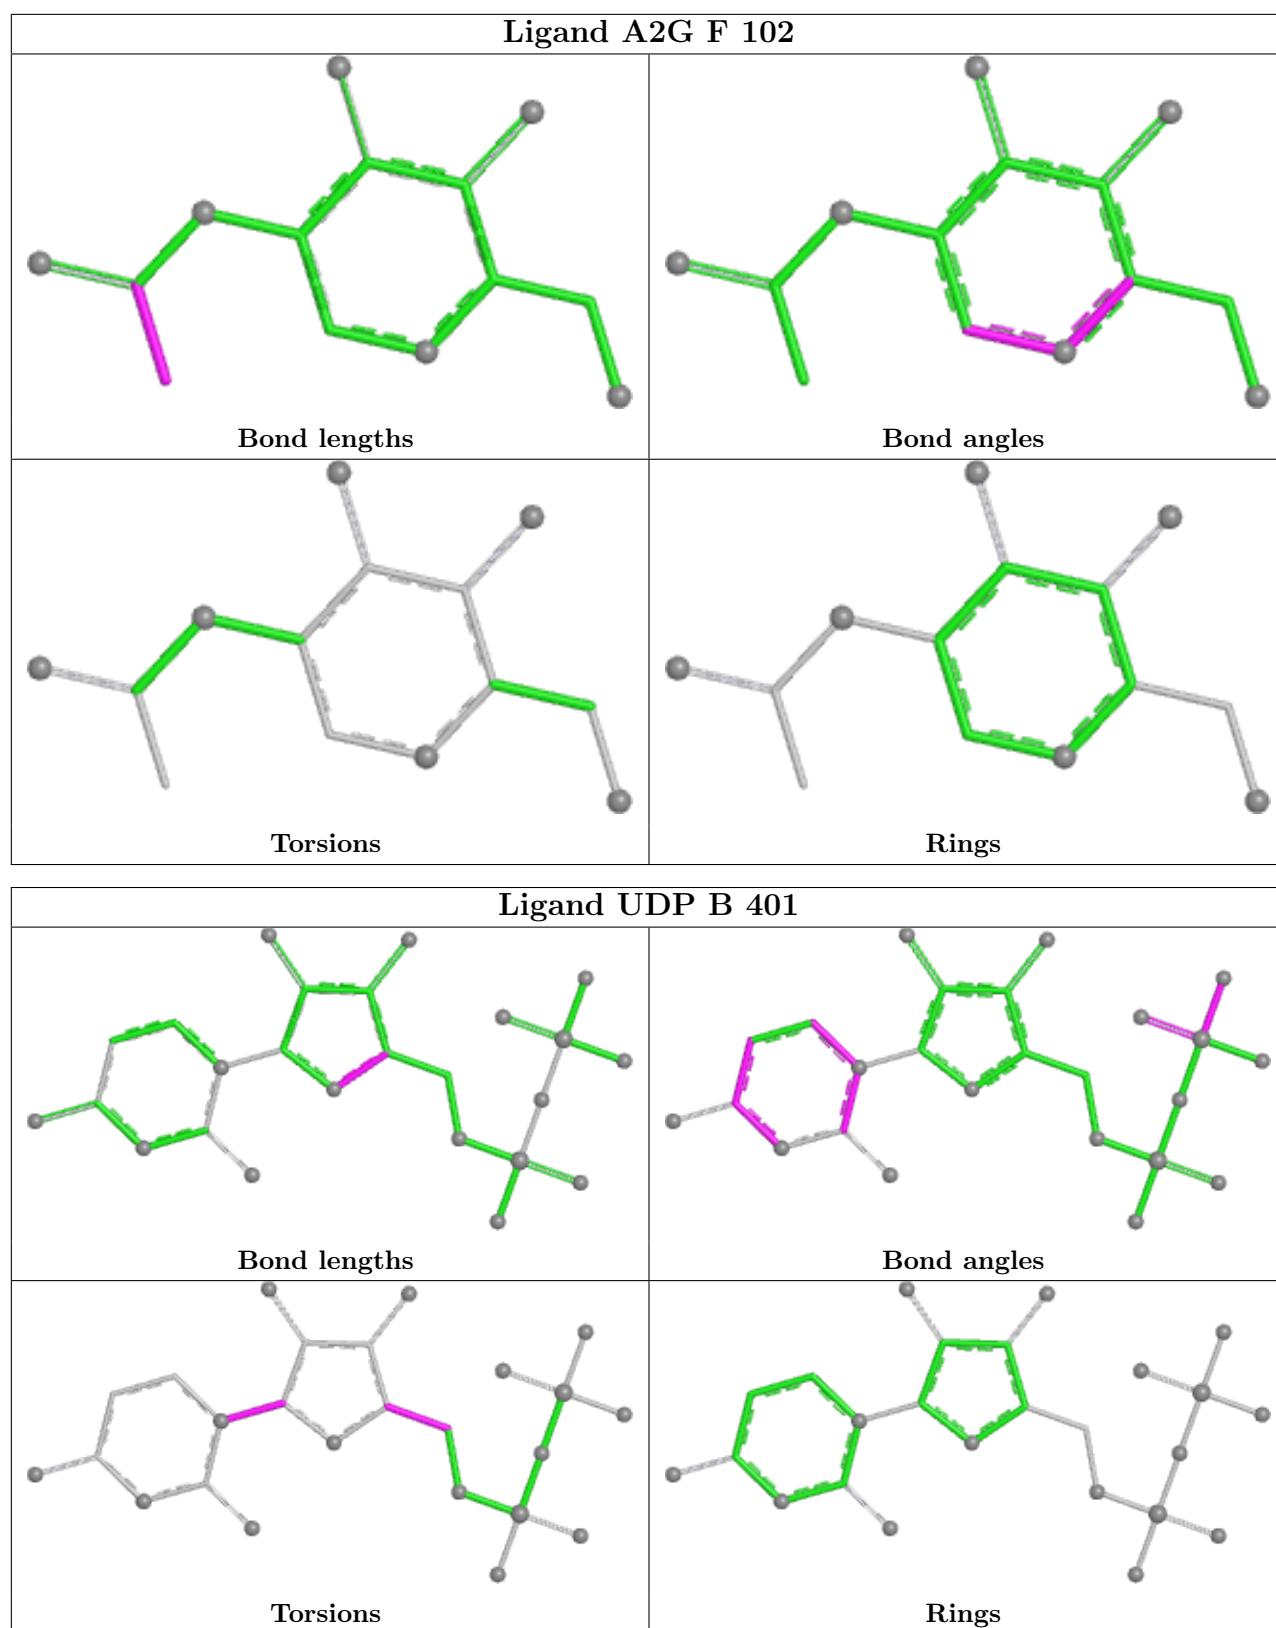 Ligand A2G F 102
Bond lengths
Bond angles
Torsions
Rings
Ligand UDP B 401
Bond lengths
Bond angles
Torsions
Rings